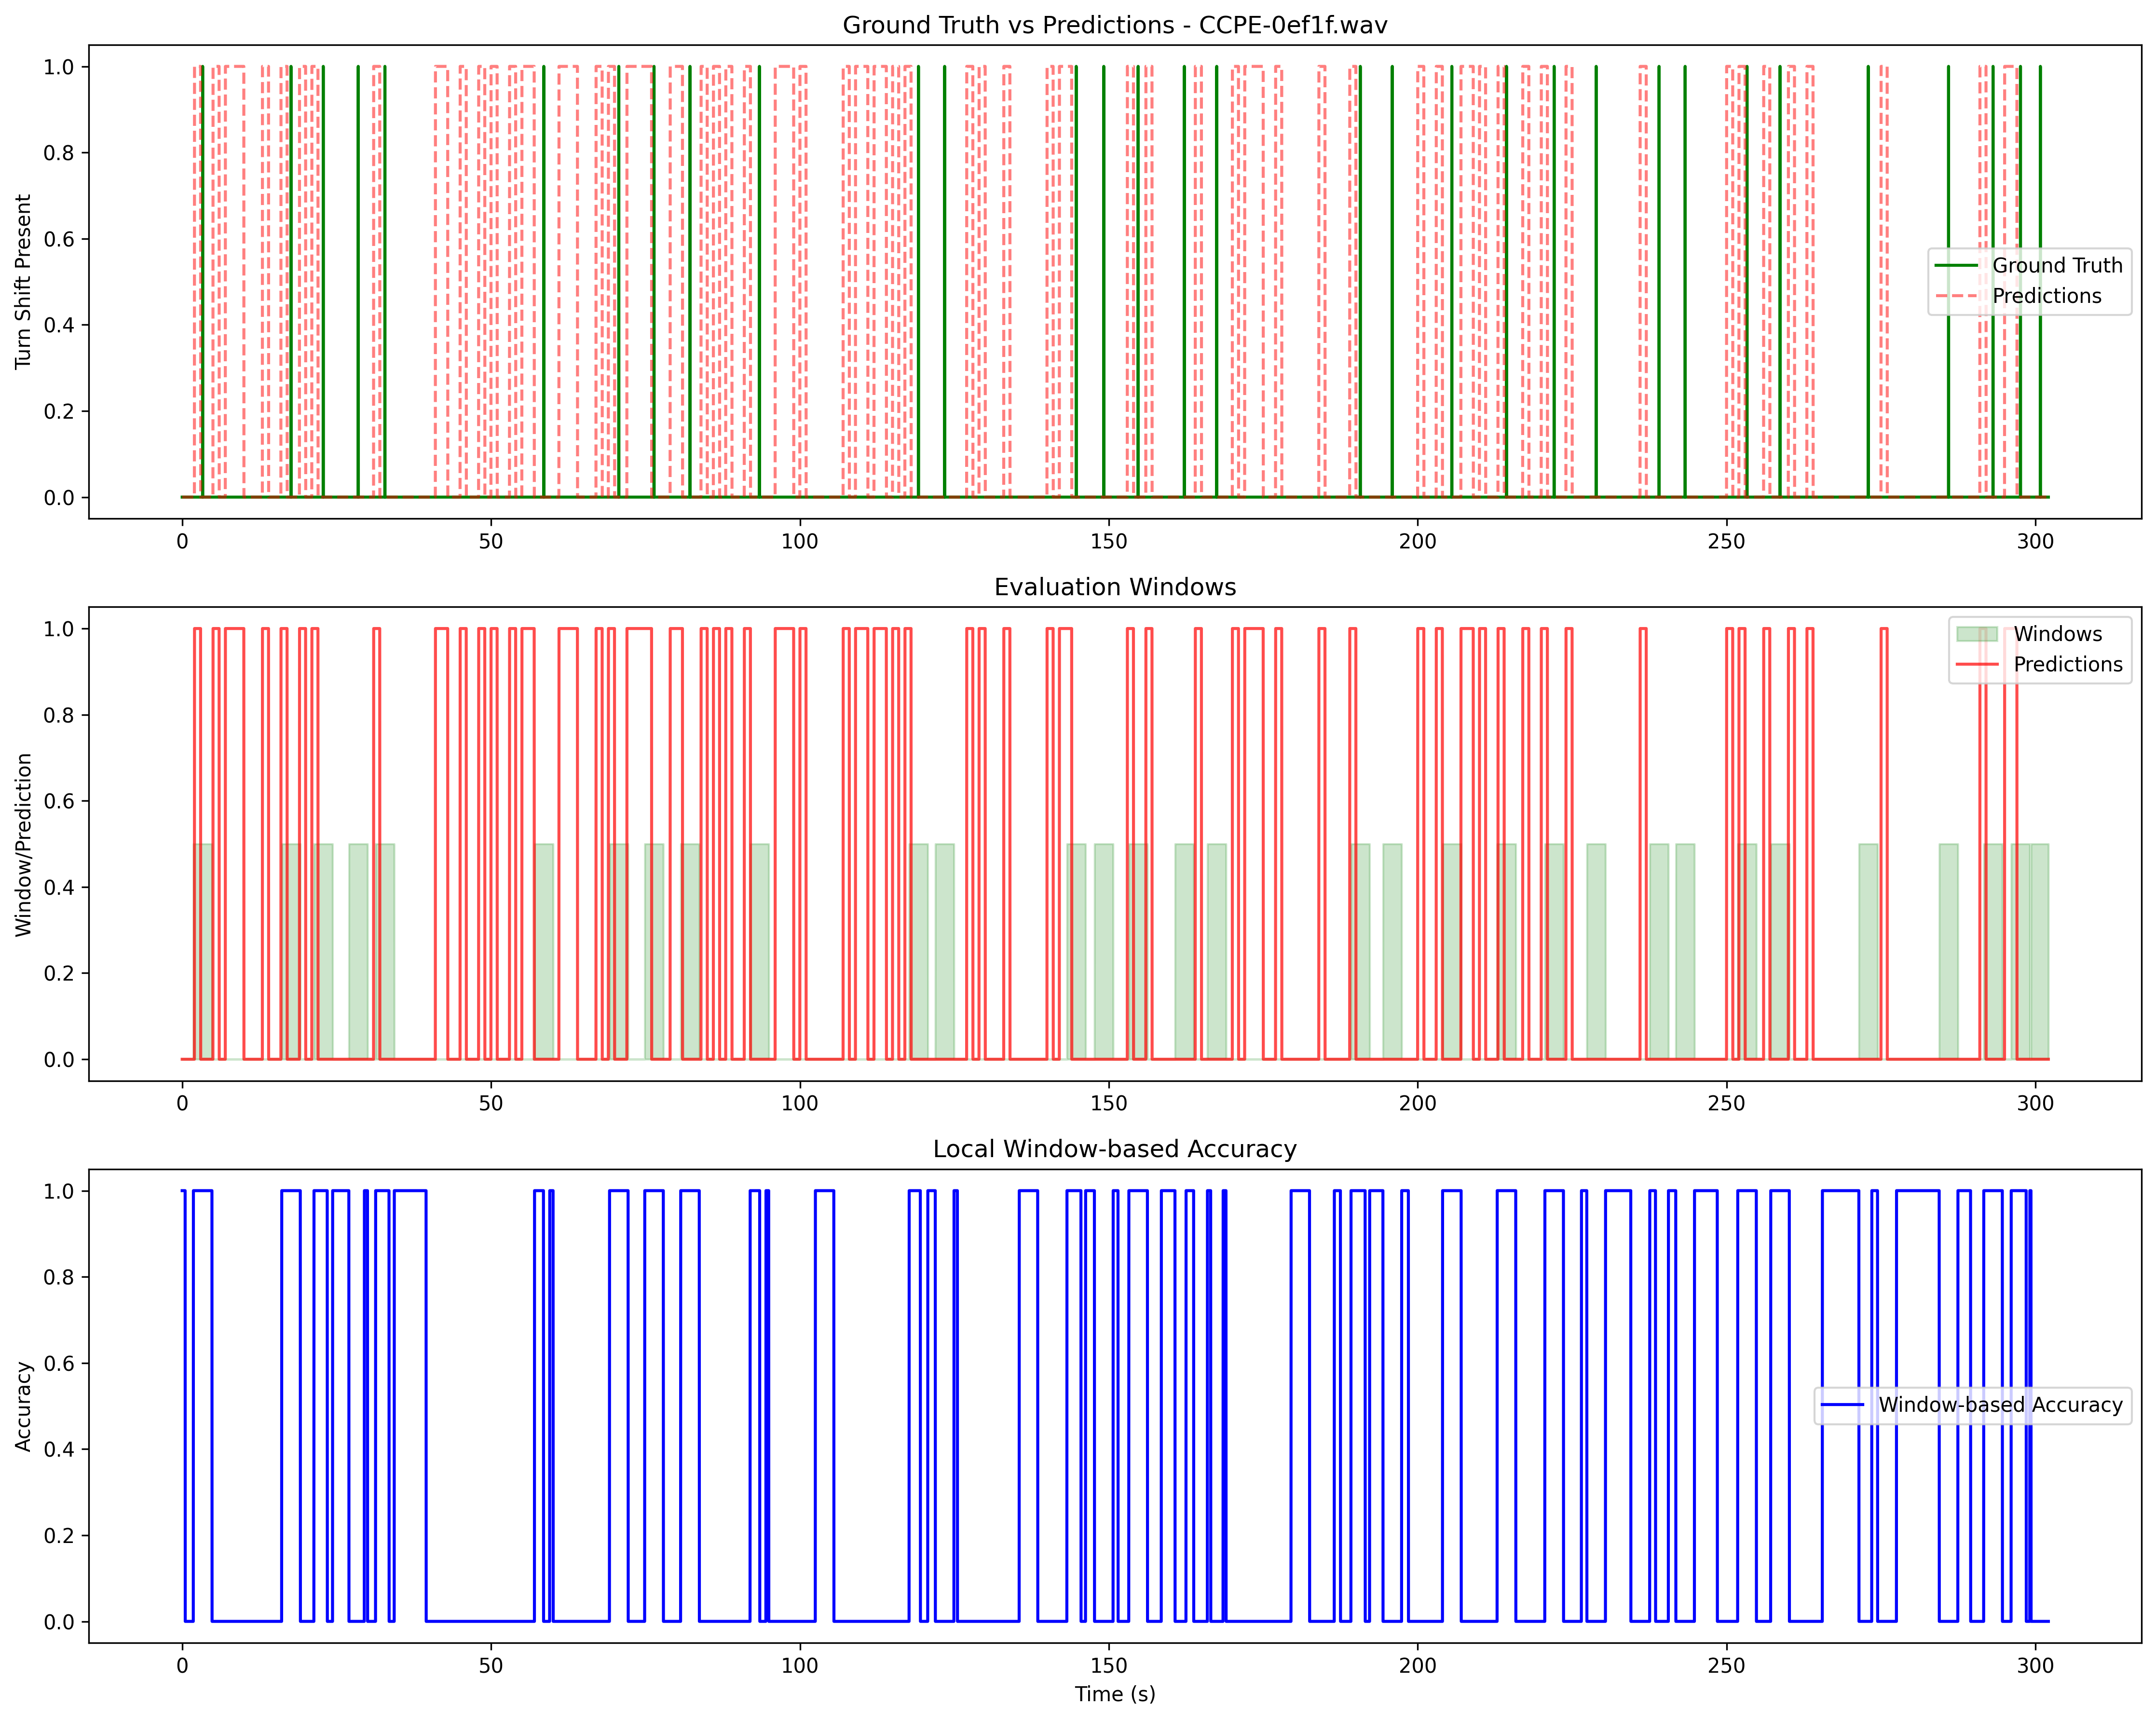 Ground Truth vs Predictions - CCPE-0ef1f.wav
1.0
0.8
0.6
0.4
0.2
0.0
Turn Shift Present
Ground Truth
Predictions
0 50 100 150 200 250 300
Evaluation Windows
1.0
0.8
0.6
0.4
0.2
0.0
Window/Prediction
Windows
Predictions
0 50 100 150 200 250 300
Local Window-based Accuracy
1.0
0.8
0.6
0.4
0.2
0.0
Accuracy
Window-based Accuracy
0 50 100 150 200 250 300
Time (s)